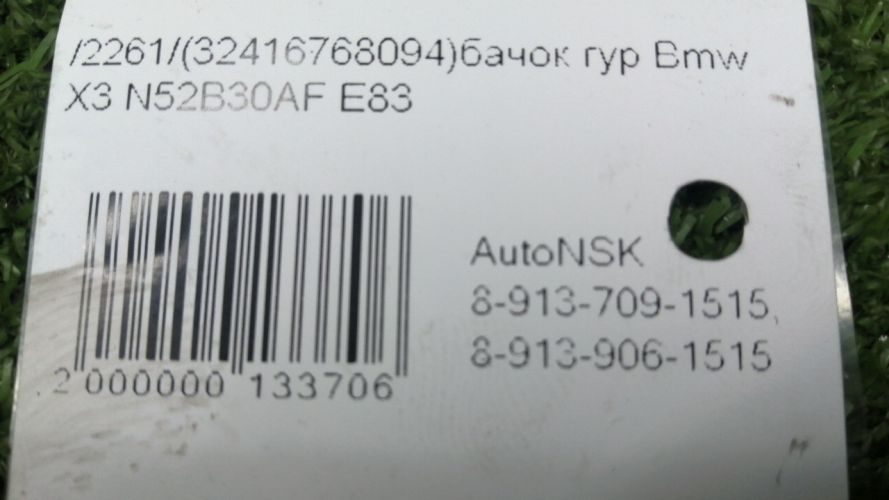 /2261/(32416768094)бачок гур Bmw
X3 N52B30AF E83
AutoNSK
8-913-709-1515,
8-913-906-1515
2 000000 133706